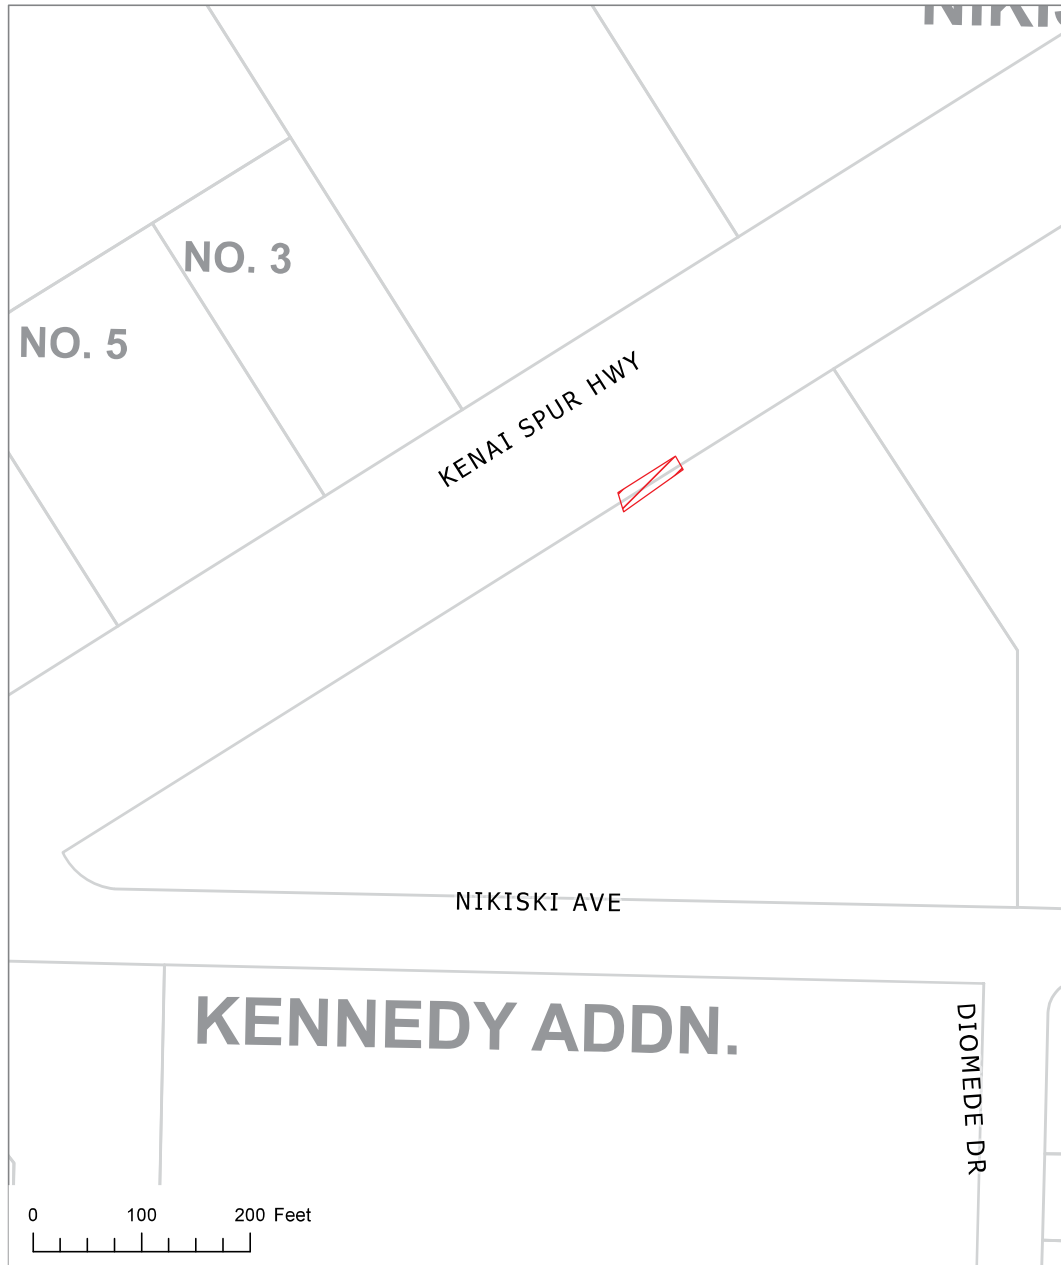 NO. 3
NO. 5
KENAI SPUR HWY
NIKISKI AVE
KENNEDY ADDN.
DIOMEDE DR
0 100 200 Feet